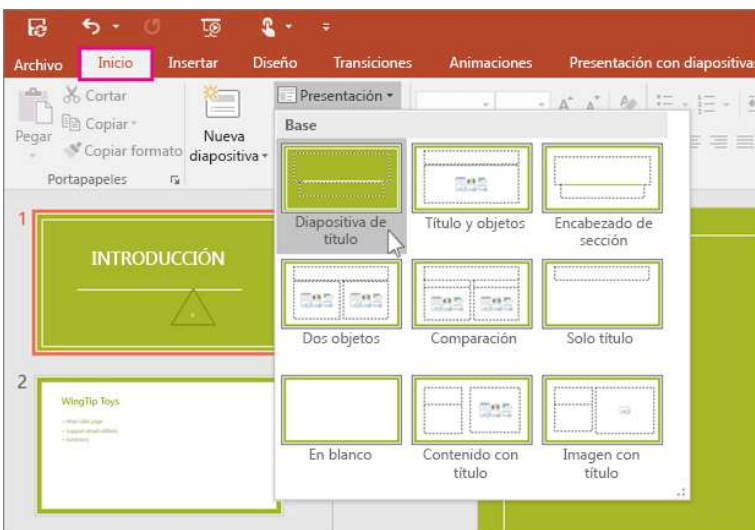 Archivo Inicio Insertar Diseño Transiciones Animaciones Presentación con diapositivas
Cortar
Copiar
Copiar formato
Pegar
Portapapeles
Nueva
diapositiva
Presentación
Base
Diapositiva de
título
Título y objetos
Encabezado de
sección
Dos objetos
Comparación
Solo título
En blanco
Contenido con
título
Imagen con
título
1
INTRODUCCIÓN
2
WingTip Toys